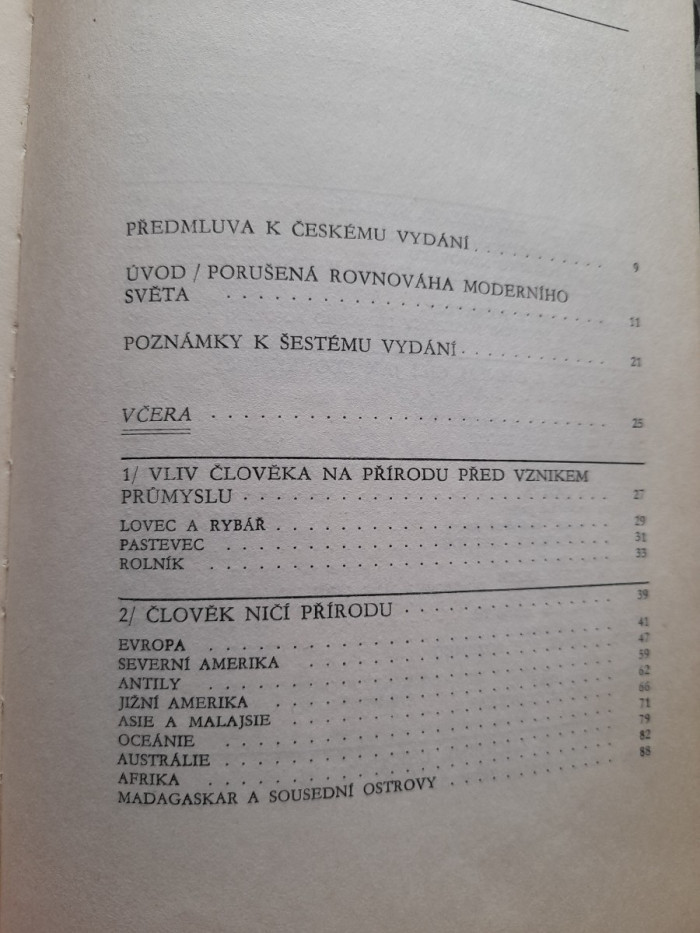 PŘEDMLUVA K ČESKÉMU VYDÁNÍ . . . . . . . . . . 9
ÚVOD / PORUŠENÁ ROVNOVÁHA MODERNÍHO
SVĚTA . . . . . . . . . . 11
POZNÁMKY K ŠESTÉMU VYDÁNÍ . . . . . . . . . . 21
VČERA . . . . . . . . . . 25
1/ VLIV ČLOVĚKA NA PŘÍRODU PŘED VZNIKEM
PRŮMYSLU . . . . . . . . . . 27
LOVEC A RYBÁŘ . . . . . . . . . . 29
PASTEVEC . . . . . . . . . . 31
ROLNÍK . . . . . . . . . . 33
2/ ČLOVĚK NIČÍ PŘÍRODU . . . . . . . . . . 39
EVROPA . . . . . . . . . . 41
SEVERNÍ AMERIKA . . . . . . . . . . 47
ANTILY . . . . . . . . . . 59
JIŽNÍ AMERIKA . . . . . . . . . . 62
ASIE A MALAJSIE . . . . . . . . . . 66
OCEÁNIE . . . . . . . . . . 71
AUSTRÁLIE . . . . . . . . . . 79
AFRIKA . . . . . . . . . . 82
MADAGASKAR A SOUSEDNÍ OSTROVY . . . . . . . . . . 88